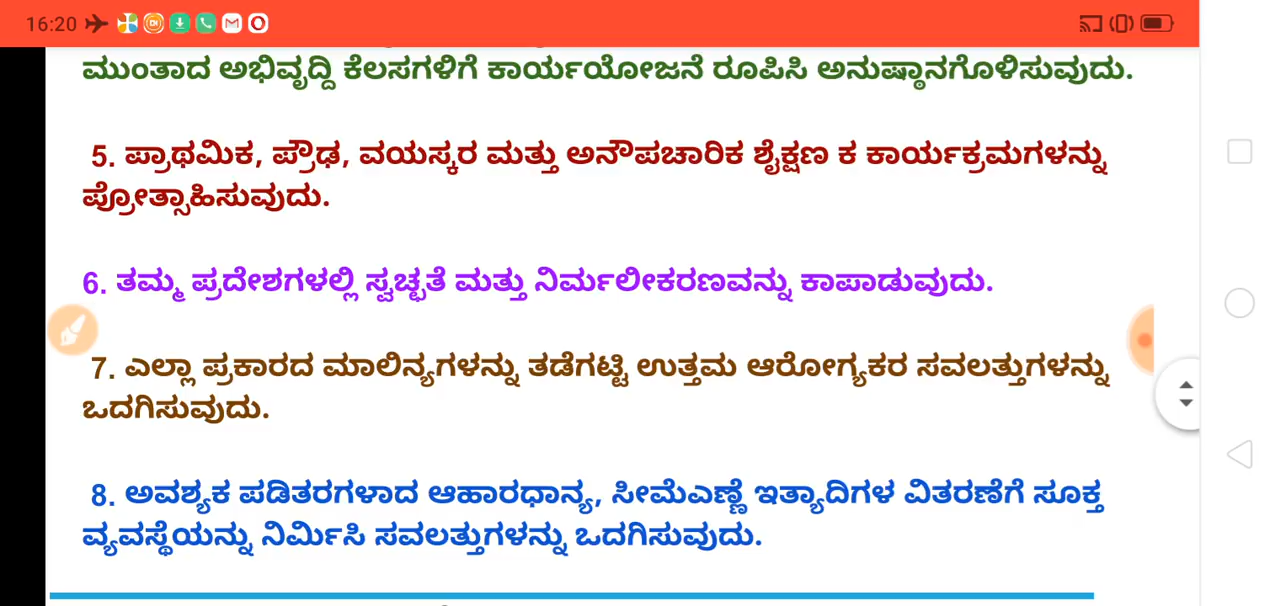 16:20
ಮುಂತಾದ ಅಭಿವೃದ್ದಿ ಕೆಲಸಗಳಿಗೆ ಕಾರ್ಯಯೋಜನೆ ರೂಪಿಸಿ ಅನುಷ್ಠಾನಗೊಳಿಸುವುದು.
5. ಪ್ರಾಥಮಿಕ, ಪ್ರೌಢ, ವಯಸ್ಕರ ಮತ್ತು ಅನೌಪಚಾರಿಕ ಶೈಕ್ಷಣ ಕ ಕಾರ್ಯಕ್ರಮಗಳನ್ನು
ಪ್ರೋತ್ಸಾಹಿಸುವುದು.
6. ತಮ್ಮ ಪ್ರದೇಶಗಳಲ್ಲಿ ಸ್ವಚ್ಛತೆ ಮತ್ತು ನಿರ್ಮಲೀಕರಣವನ್ನು ಕಾಪಾಡುವುದು.
7. ಎಲ್ಲಾ ಪ್ರಕಾರದ ಮಾಲಿನ್ಯಗಳನ್ನು ತಡೆಗಟ್ಟಿ ಉತ್ತಮ ಆರೋಗ್ಯಕರ ಸವಲತ್ತುಗಳನ್ನು
ಒದಗಿಸುವುದು.
8. ಅವಶ್ಯಕ ಪಡಿತರಗಳಾದ ಆಹಾರಧಾನ್ಯ, ಸೀಮೆಎಣ್ಣೆ ಇತ್ಯಾದಿಗಳ ವಿತರಣೆಗೆ ಸೂಕ್ತ
ವ್ಯವಸ್ಥೆಯನ್ನು ನಿರ್ಮಿಸಿ ಸವಲತ್ತುಗಳನ್ನು ಒದಗಿಸುವುದು.